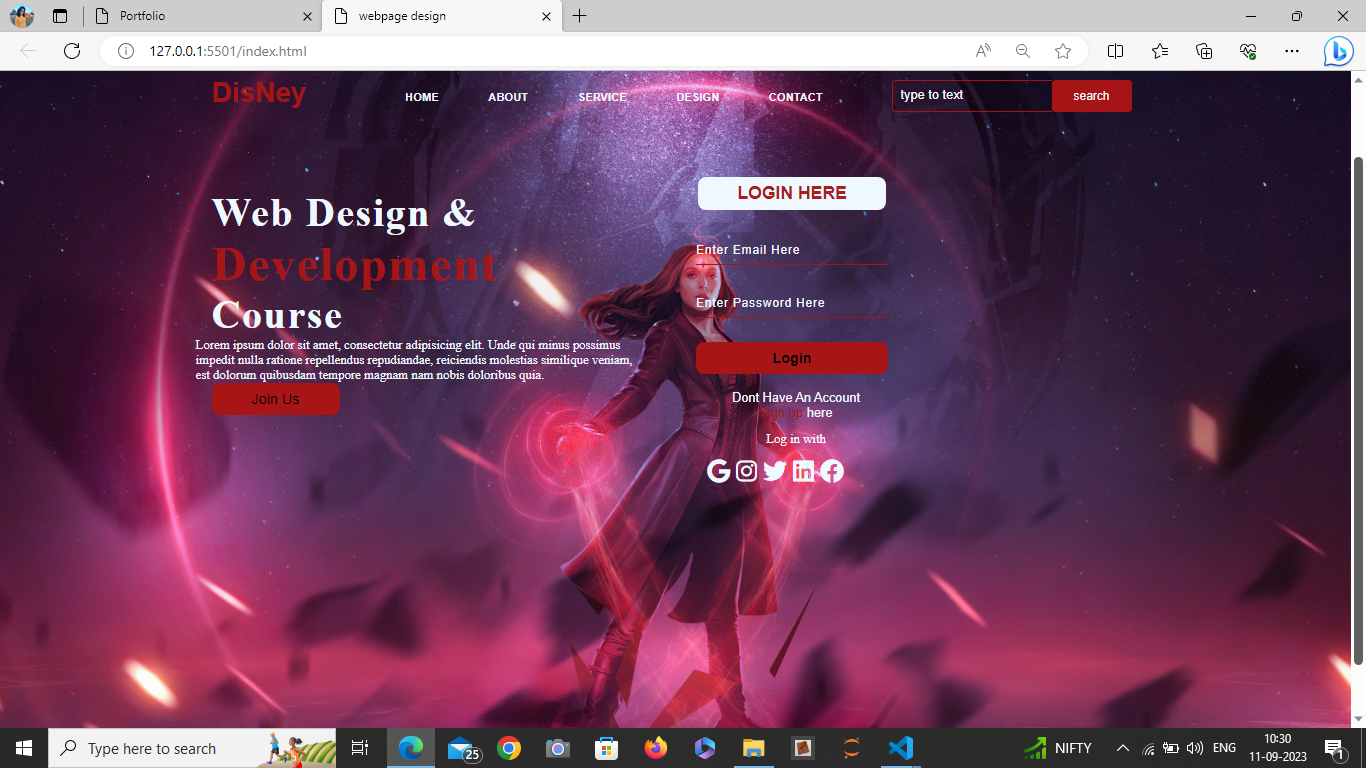 Portfolio
webpage design
127.0.0.1:5501/index.html
DisNey
HOME ABOUT SERVICE DESIGN CONTACT
type to text search
LOGIN HERE
Web Design &
Development
Course
Enter Email Here
Enter Password Here
Lorem ipsum dolor sit amet, consectetur adipisicing elit. Unde qui minus possimus
impedit nulla ratione repellendus repudiandae, reiciendis molestias similique veniam,
est dolorum quibusdam tempore magnam nam nobis doloribus quia.
Join Us
Login
Dont Have An Account
Sign up here
Log in with
Type here to search
25
NIFTY
ENG
10:30
11-09-2023
1